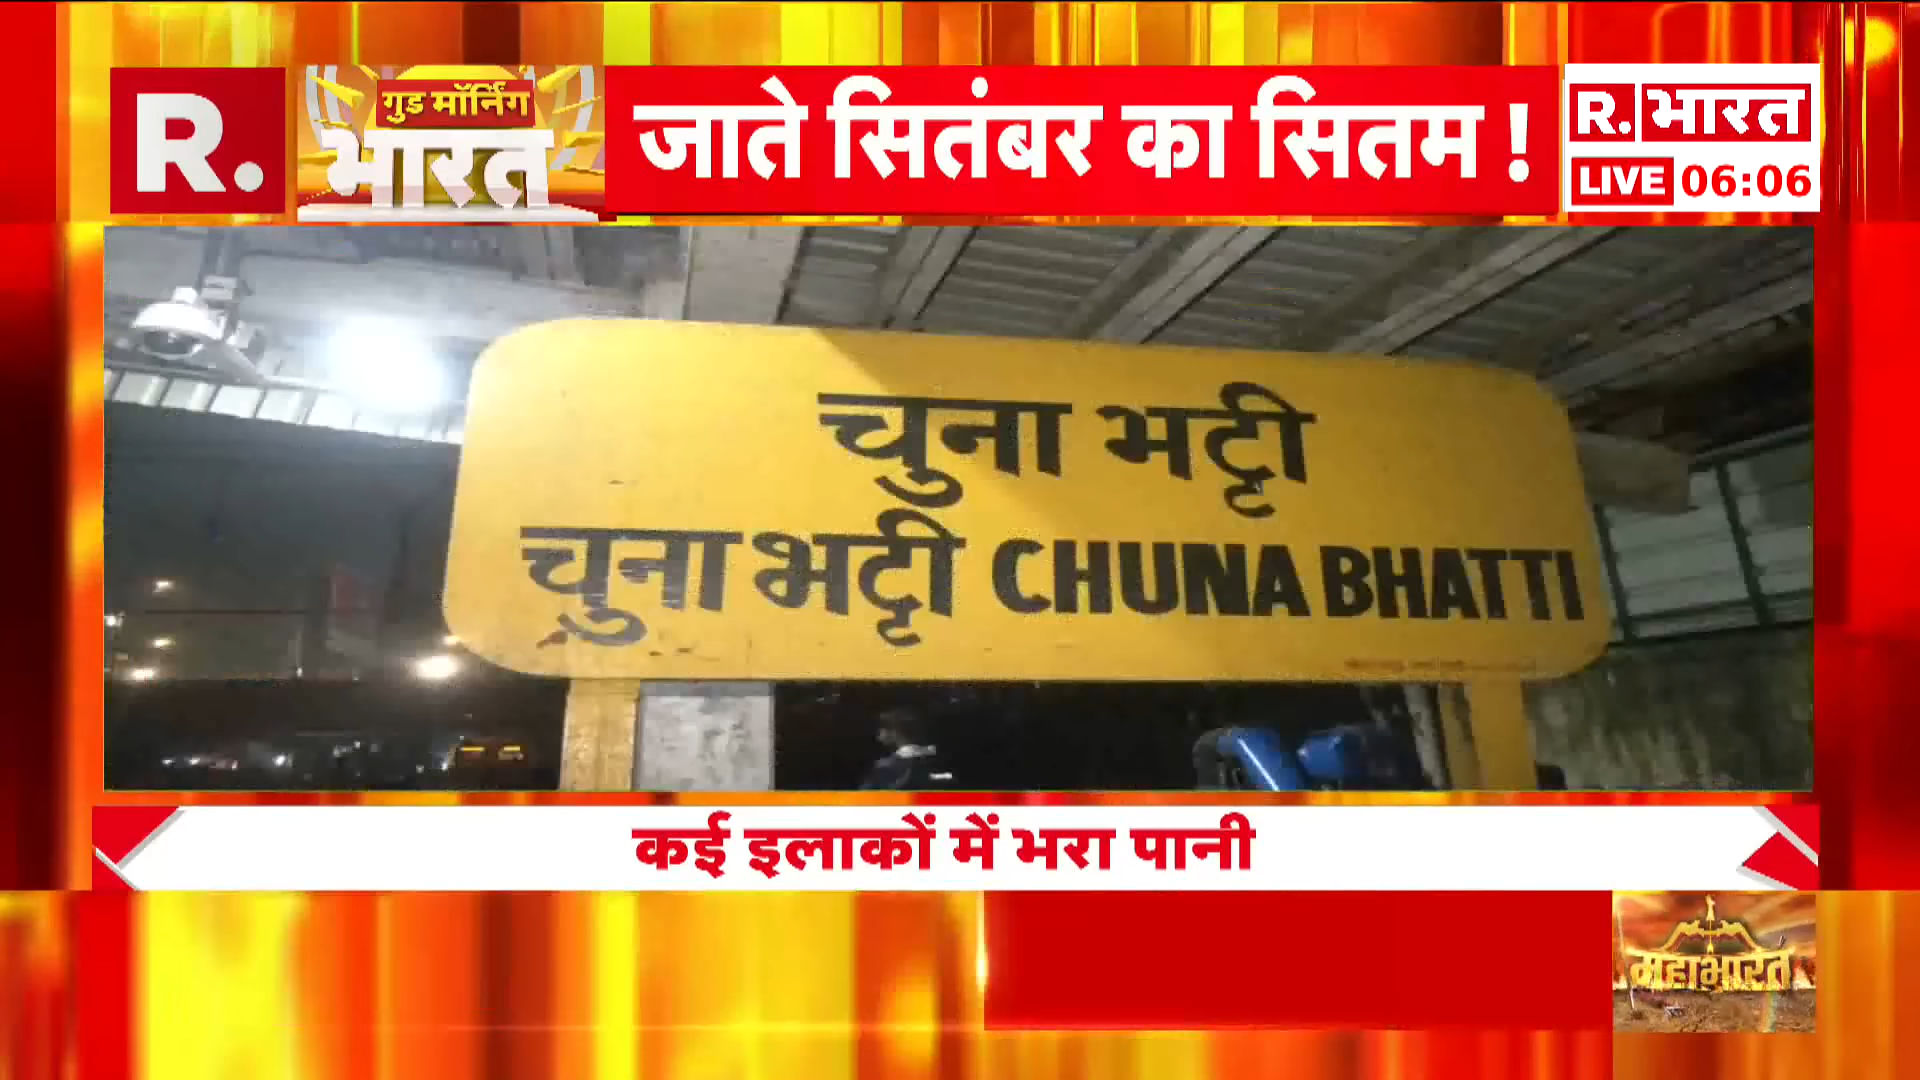 R.
गुड मॉर्निंग
भारत
जाते सितंबर का सितम !
R. भारत
LIVE 06:06
चुना भट्टी
चुना भट्टी CHUNA BHATTI
कई इलाकों में भरा पानी
महाभारत